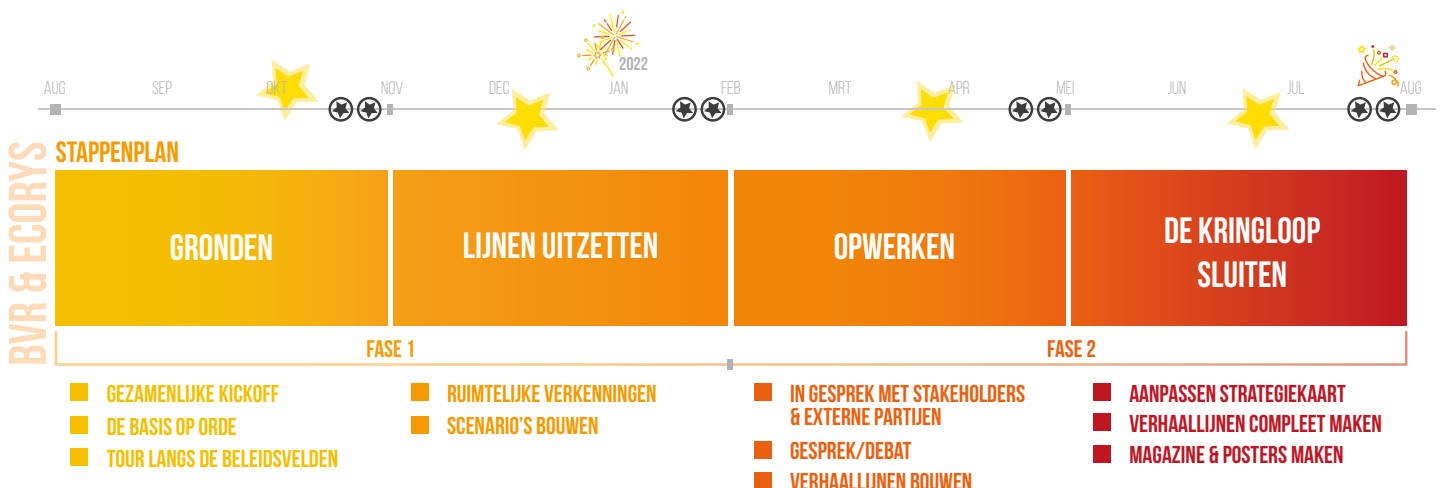 2022
AUG SEP OKT NOV DEC JAN FEB MRT APR MEI JUN JUL AUG
BVR & ECORYS
STAPPENPLAN
GRONDEN
LIJNEN UITZETTEN
OPWERKEN
DE KRINGLOOP
SLUITEN
FASE 1
FASE 2
GEZAMENLIJKE KICKOFF
DE BASIS OP ORDE
TOUR LANGS DE BELEIDSVELDEN
RUIMTELIJKE VERKENNINGEN
SCENARIO'S BOUWEN
IN GESPREK MET STAKEHOLDERS
& EXTERNE PARTIJEN
GESPREK/DEBAT
VERHAALLIJNEN BOUWEN
AANPASSEN STRATEGIEKAART
VERHAALLIJNEN COMPLEET MAKEN
MAGAZINE & POSTERS MAKEN